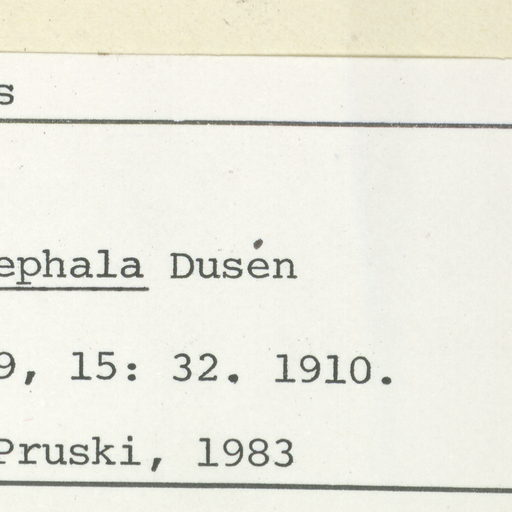 s
ephala Dusén
9, 15: 32. 1910.
Pruski, 1983